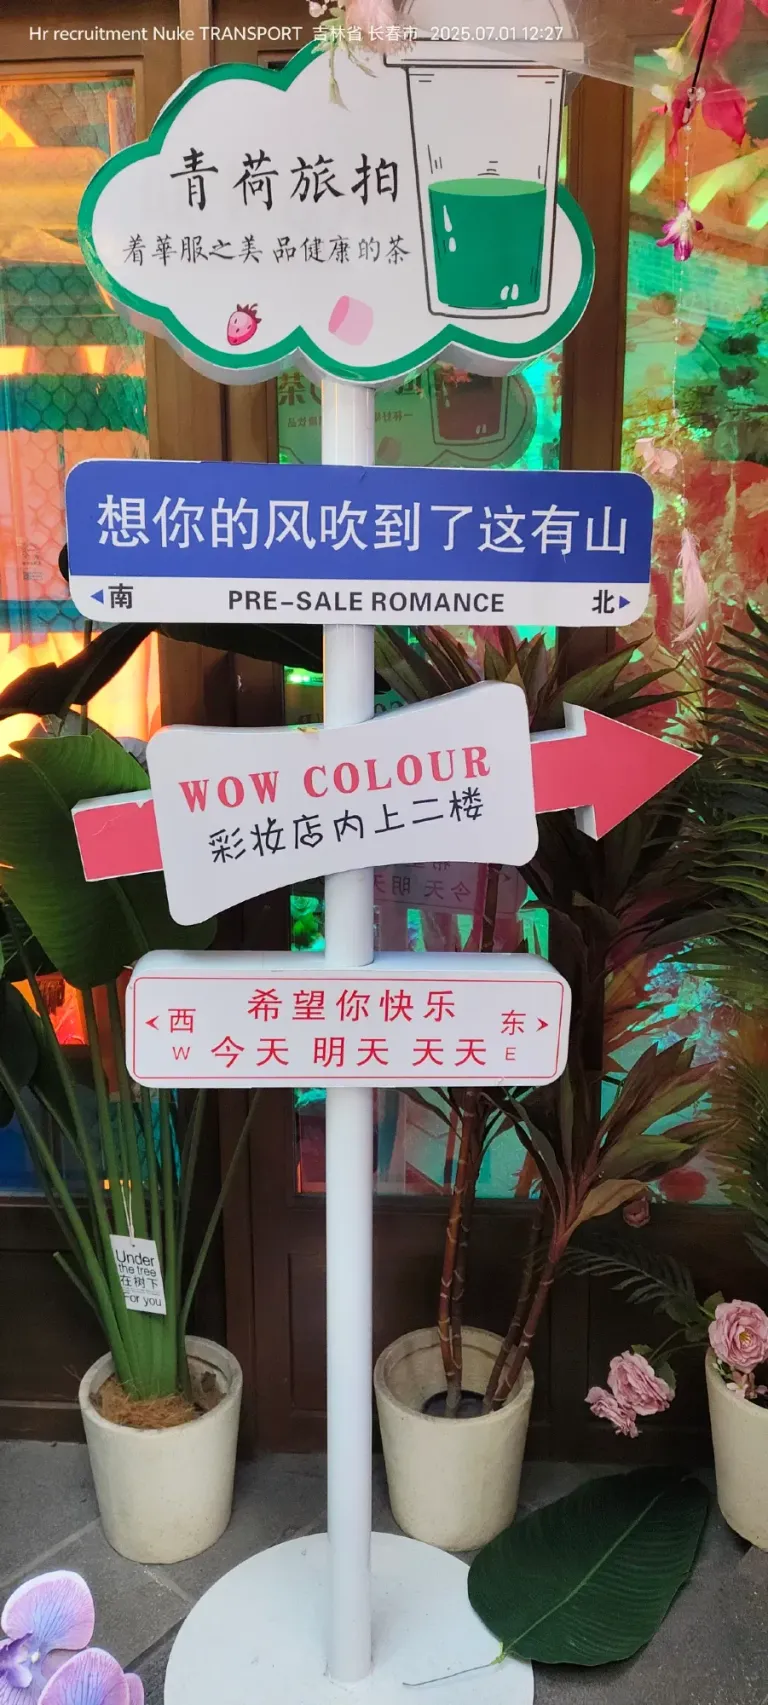 Hr recruitment Nuke TRANSPORT 吉林省 长春市 2025.07.01 12:27
青荷旅拍
着華服之美 品健康的茶
想你的风吹到了这有山
南 PRE-SALE ROMANCE 北
WOW COLOUR
彩妆店内上二楼
西 希望你快乐 东
W 今天 明天 天天 E
Under
the tree
在树下
For you